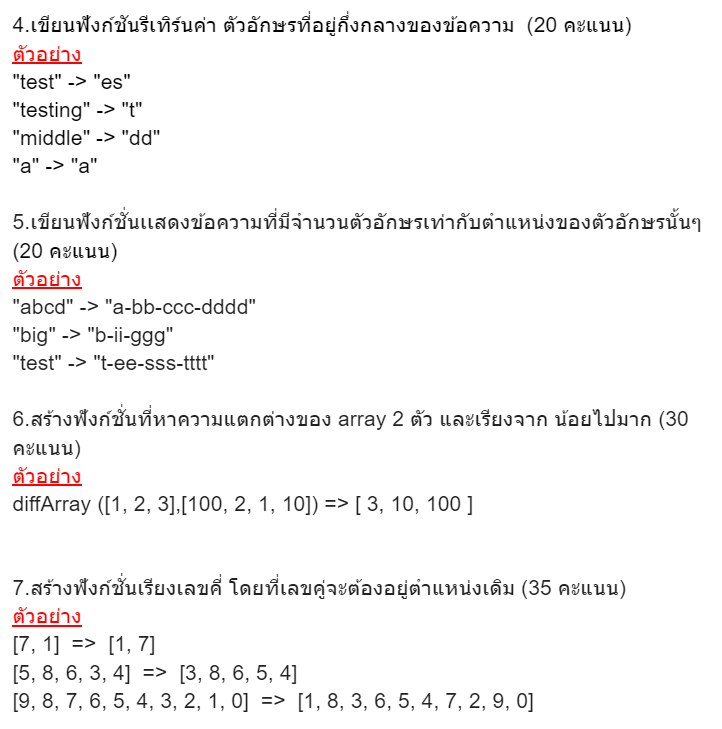 4.เขียนฟังก์ชันรีเทิร์นค่า ตัวอักษรที่อยู่กึ่งกลางของข้อความ  (20 คะแนน)
ตัวอย่าง
"test" -> "es"
"testing" -> "t"
"middle" -> "dd"
"a" -> "a"
5.เขียนฟังก์ชั่นแสดงข้อความที่มีจำนวนตัวอักษรเท่ากับตำแหน่งของตัวอักษรนั้นๆ
(20 คะแนน)
ตัวอย่าง
"abcd" -> "a-bb-ccc-dddd"
"big" -> "b-ii-ggg"
"test" -> "t-ee-sss-tttt"
6.สร้างฟังก์ชั่นที่หาความแตกต่างของ array 2 ตัว และเรียงจาก น้อยไปมาก (30
คะแนน)
ตัวอย่าง
diffArray ([1, 2, 3],[100, 2, 1, 10]) => [ 3, 10, 100 ]
7.สร้างฟังก์ชั่นเรียงเลขคี่ โดยที่เลขคู่จะต้องอยู่ตำแหน่งเดิม (35 คะแนน)
ตัวอย่าง
[7, 1]  =>  [1, 7]
[5, 8, 6, 3, 4]  =>  [3, 8, 6, 5, 4]
[9, 8, 7, 6, 5, 4, 3, 2, 1, 0]  =>  [1, 8, 3, 6, 5, 4, 7, 2, 9, 0]